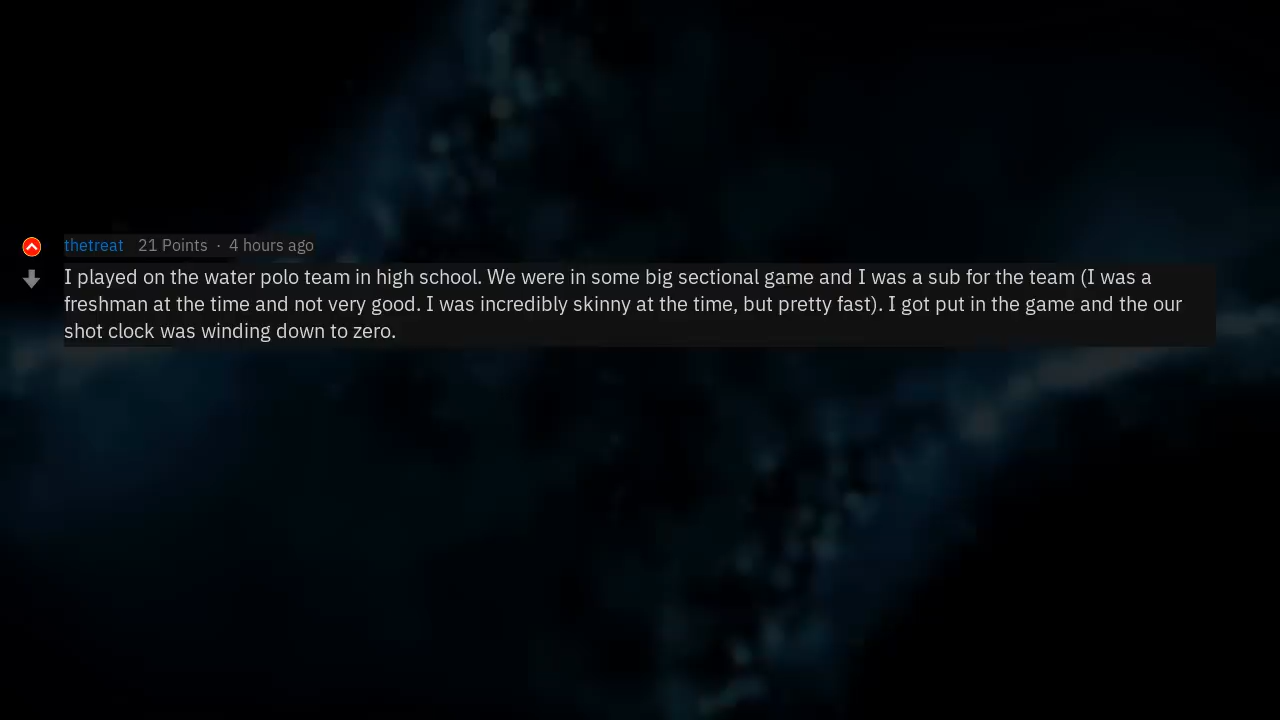 thetreat 21 Points · 4 hours ago
I played on the water polo team in high school. We were in some big sectional game and I was a sub for the team (I was a
freshman at the time and not very good. I was incredibly skinny at the time, but pretty fast). I got put in the game and the our
shot clock was winding down to zero.